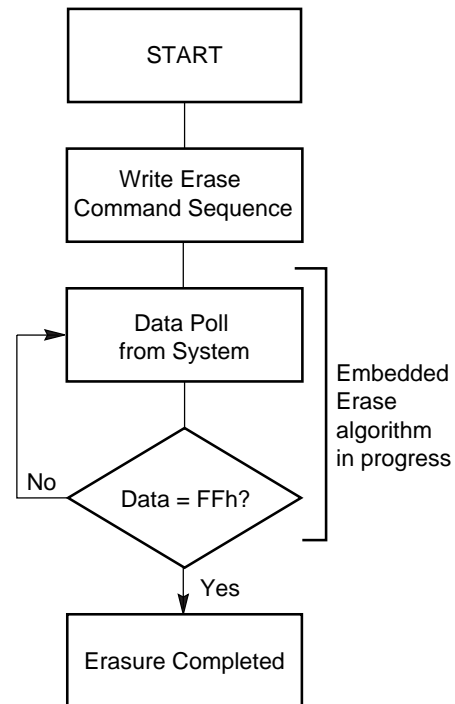 START
Write Erase
Command Sequence
Data Poll
from System
Embedded
Erase
algorithm
in progress
No
Data = FFh?
Yes
Erasure Completed